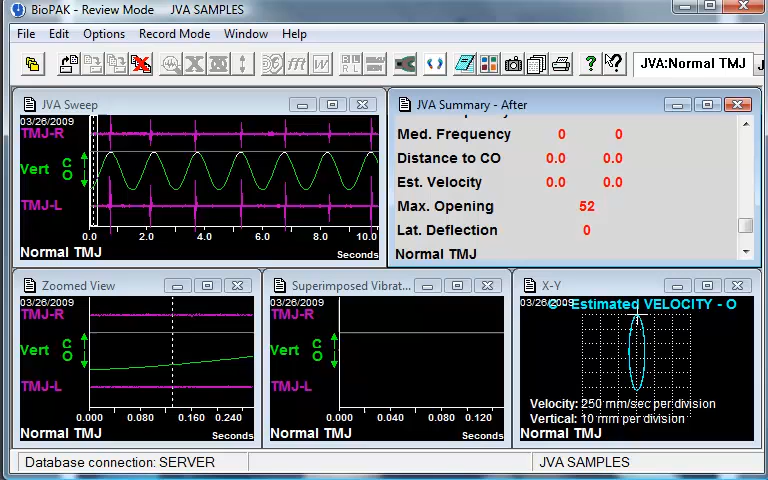 BioPAK - Review Mode JVA SAMPLES
File Edit Options Record Mode Window Help
fft W ? ? JVA:Normal TMJ
JVA Sweep
03/26/2009
TMJ-R
Vert C O
TMJ-L
0.0 2.0 4.0 6.0 8.0 10.0
Seconds
Normal TMJ
JVA Summary - After
Med. Frequency 0 0
Distance to CO 0.0 0.0
Est. Velocity 0.0 0.0
Max. Opening 52
Lat. Deflection 0
Normal TMJ
Zoomed View
03/26/2009
TMJ-R
Vert C O
TMJ-L
0.000 0.080 0.160 0.240
Seconds
Normal TMJ
Superimposed Vibrat...
03/26/2009
TMJ-R
Vert C O
TMJ-L
0.000 0.040 0.080 0.120
Seconds
Normal TMJ
X-Y
03/26/2009
C - Estimated VELOCITY - O
Velocity: 250 mm/sec per division
Vertical: 10 mm per division
Normal TMJ
Database connection: SERVER JVA SAMPLES